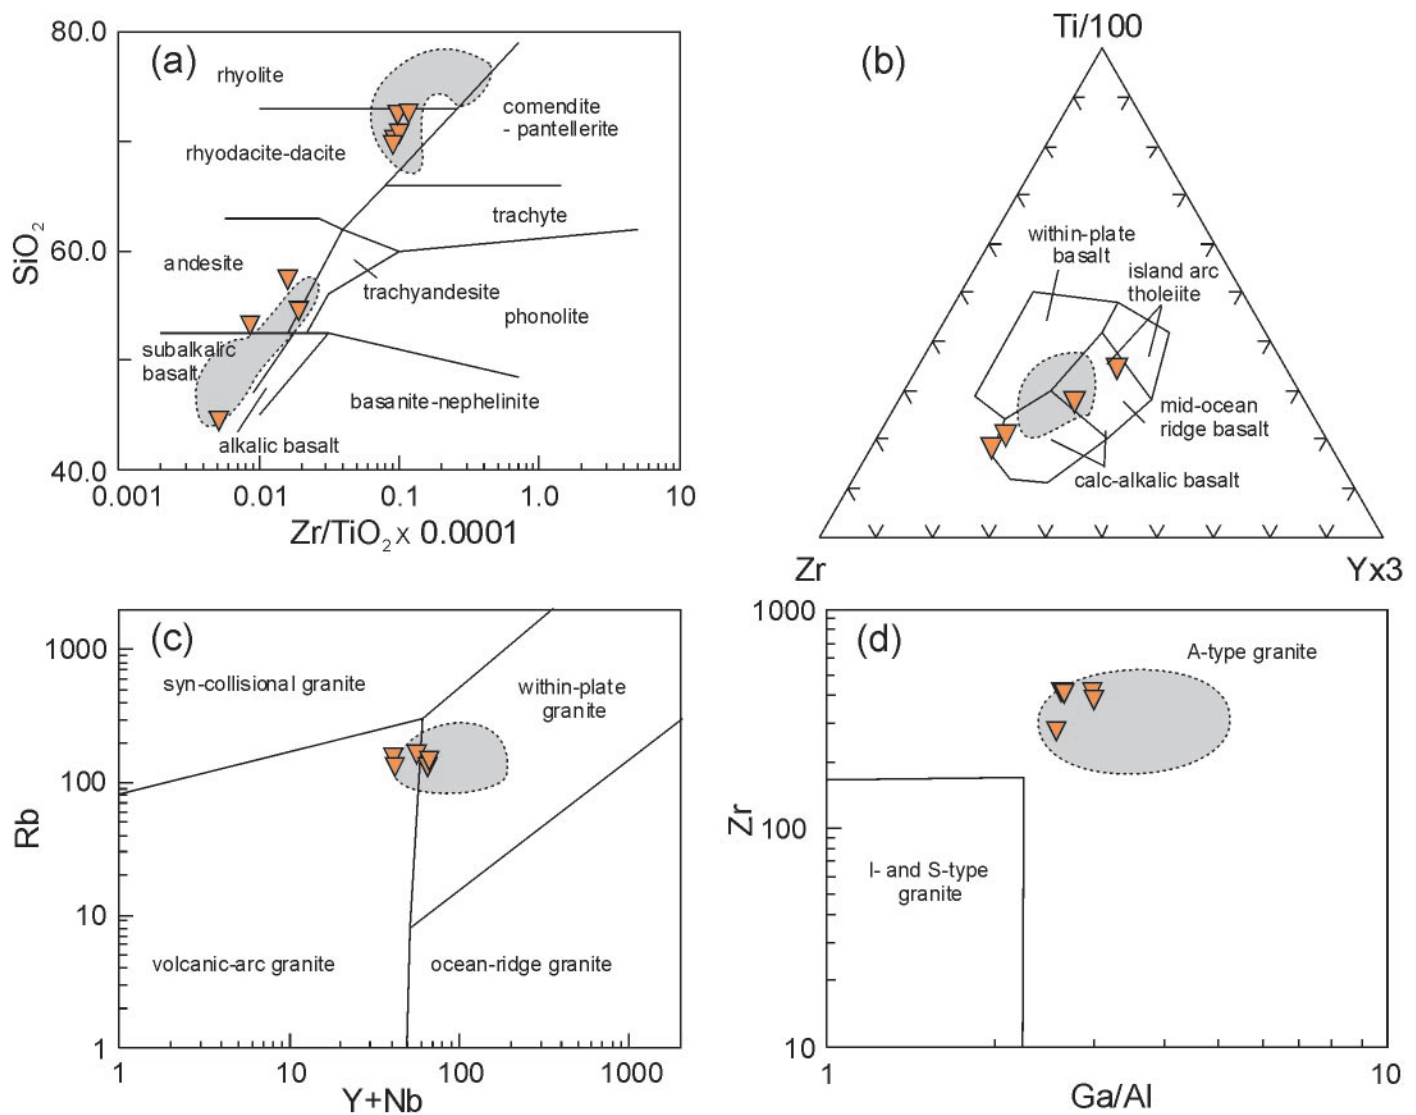 (a)
80.0
60.0
40.0
SiO2
rhyolite
comendite
- pantellerite
rhyodacite-dacite
trachyte
andesite
trachyandesite
phonolite
subalkalic
basalt
basanite-nephelinite
alkalic basalt
0.001 0.01 0.1 1.0 10
Zr/TiO2 x 0.0001
(b)
Ti/100
within-plate
basalt
island arc
tholeiite
mid-ocean
ridge basalt
calc-alkalic basalt
Zr
Yx3
(c)
1000
100
10
1
Rb
syn-collisional granite
within-plate
granite
volcanic-arc granite
ocean-ridge granite
1 10 100 1000
Y+Nb
(d)
1000
100
10
Zr
A-type granite
I- and S-type
granite
1 10
Ga/Al